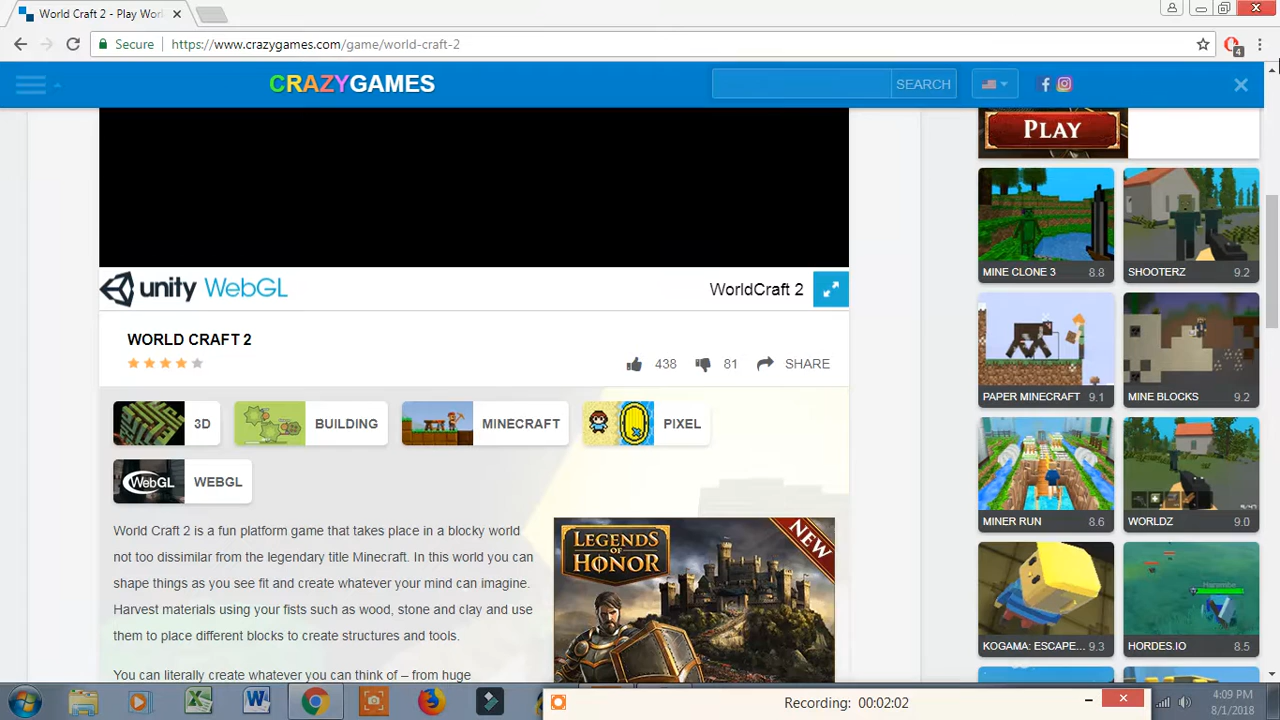 World Craft 2 - Play Worl
Secure
https://www.crazygames.com/game/world-craft-2
4
CRAZYGAMES
SEARCH
PLAY
MINE CLONE 3 8.8
SHOOTERZ 9.2
unity WebGL
WorldCraft 2
WORLD CRAFT 2
438
81
SHARE
PAPER MINECRAFT 9.1
MINE BLOCKS 9.2
3D
BUILDING
MINECRAFT
PIXEL
WebGL
WEBGL
MINER RUN 8.6
WORLDZ 9.0
World Craft 2 is a fun platform game that takes place in a blocky world
not too dissimilar from the legendary title Minecraft. In this world you can
shape things as you see fit and create whatever your mind can imagine.
Harvest materials using your fists such as wood, stone and clay and use
them to place different blocks to create structures and tools.
You can literally create whatever you can think of – from huge
LEGENDS
OF
HONOR
NEW
KOGAMA: ESCAPE... 9.3
HORDES.IO 8.5
Recording: 00:02:02
4:09 PM
8/1/2018